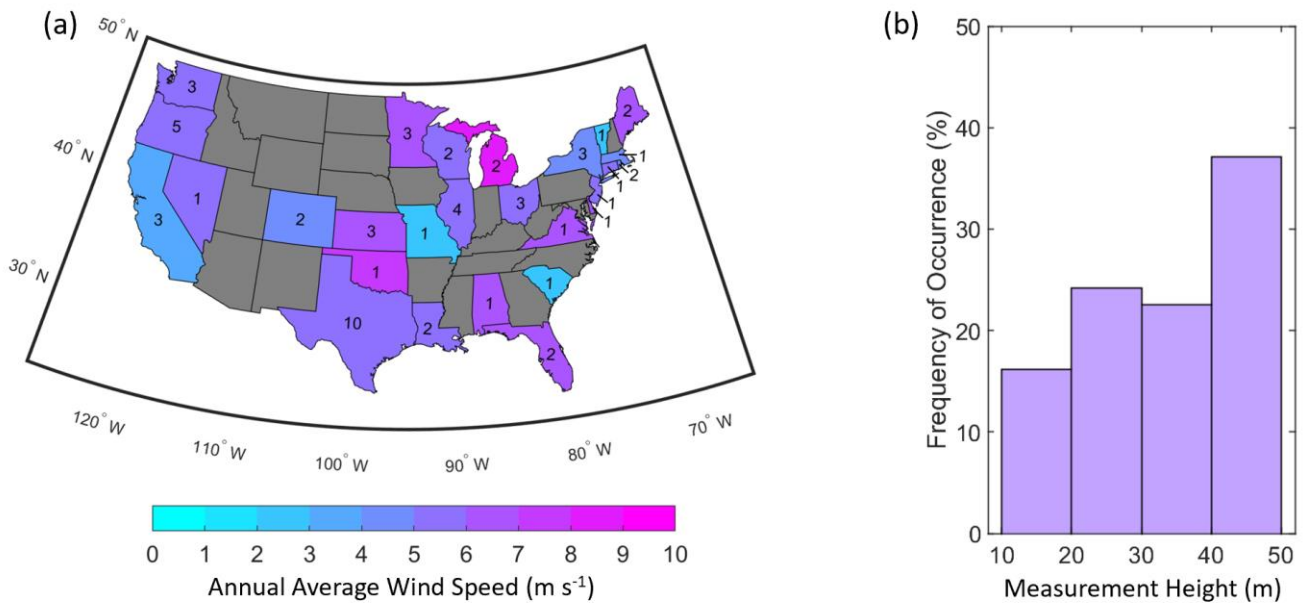 (a)
50° N
40° N
30° N
3
5
3
1
2
3
1
10
3
1
2
4
2
2
3
1
2
1
1
2
3
1
2
1
2
1
1
1
120° W
110° W
100° W
90° W
80° W
70° W
0 1 2 3 4 5 6 7 8 9 10
Annual Average Wind Speed (m s⁻¹)
(b)
Frequency of Occurrence (%)
50
40
30
20
10
0
10 20 30 40 50
Measurement Height (m)